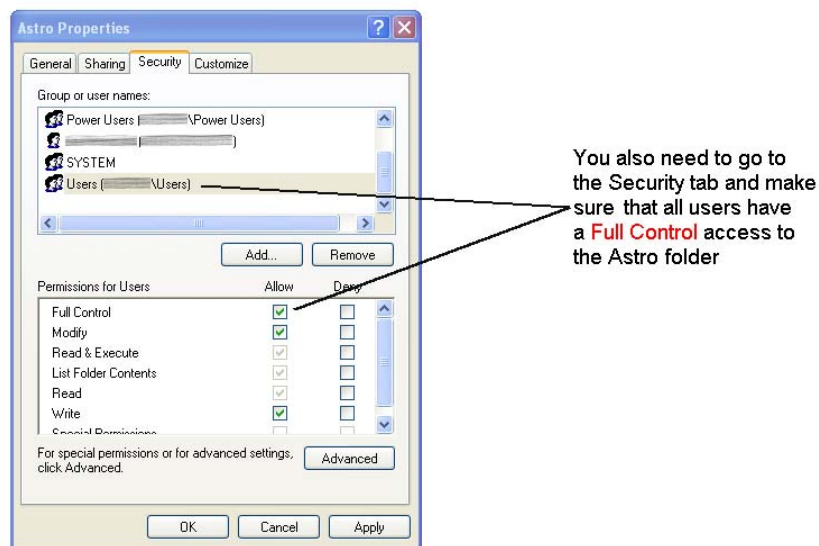 Astro Properties
General Sharing Security Customize
Group or user names:
Power Users ( \Power Users)
( )
SYSTEM
Users ( \Users)
Add... Remove
Permissions for Users Allow Deny
Full Control
Modify
Read & Execute
List Folder Contents
Read
Write
Special Permissions
For special permissions or for advanced settings,
click Advanced.
Advanced
OK Cancel Apply
You also need to go to
the Security tab and make
sure that all users have
a Full Control access to
the Astro folder